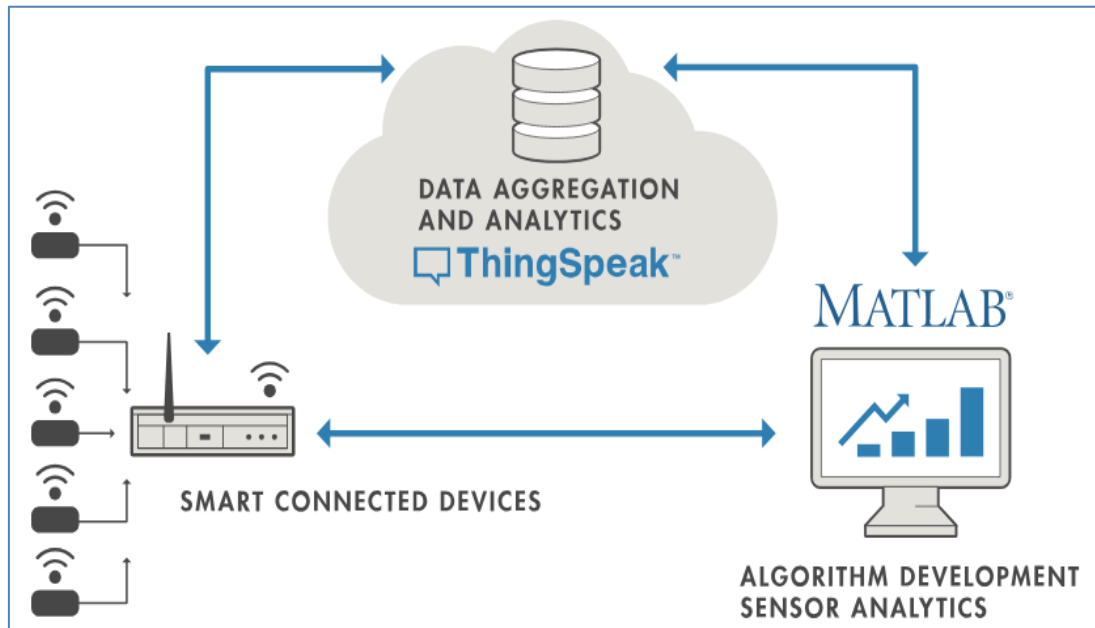 DATA AGGREGATION
AND ANALYTICS
ThingSpeak™
MATLAB®
SMART CONNECTED DEVICES
ALGORITHM DEVELOPMENT
SENSOR ANALYTICS